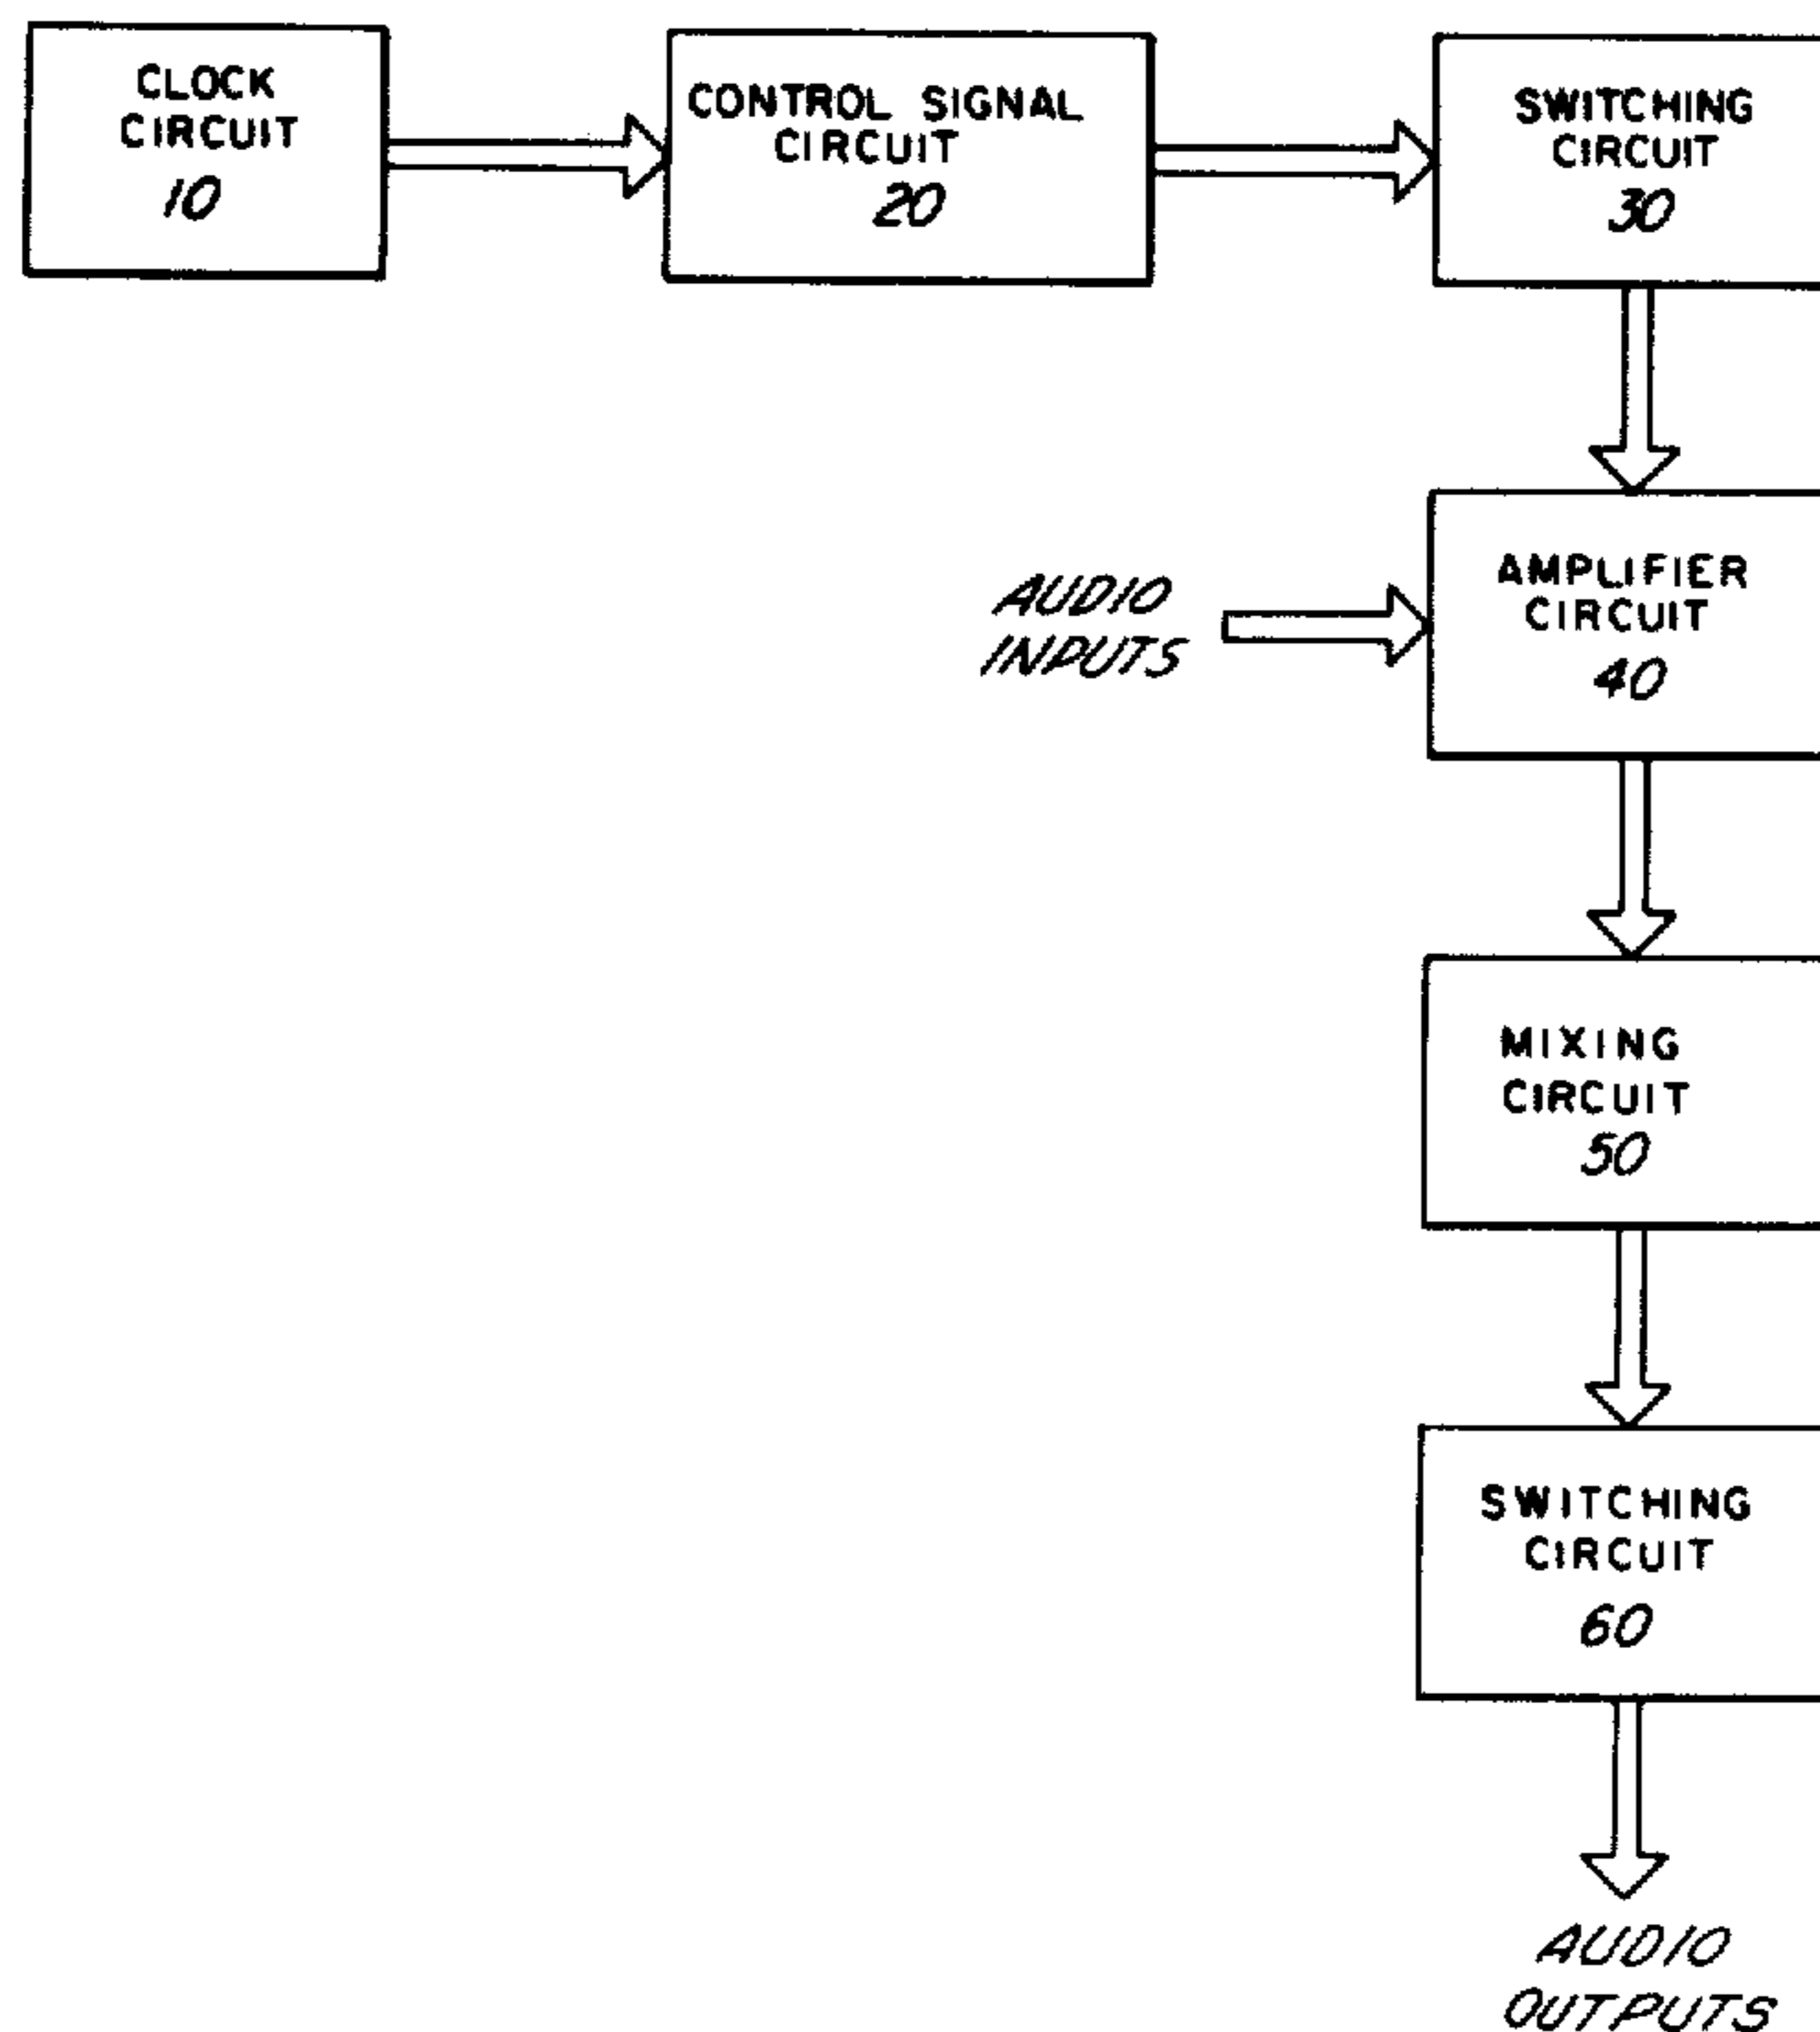 CLOCK
CIRCUIT
10
CONTROL SIGNAL
CIRCUIT
20
SWITCHING
CIRCUIT
30
AUDIO
INPUTS
AMPLIFIER
CIRCUIT
40
MIXING
CIRCUIT
50
SWITCHING
CIRCUIT
60
AUDIO
OUTPUTS